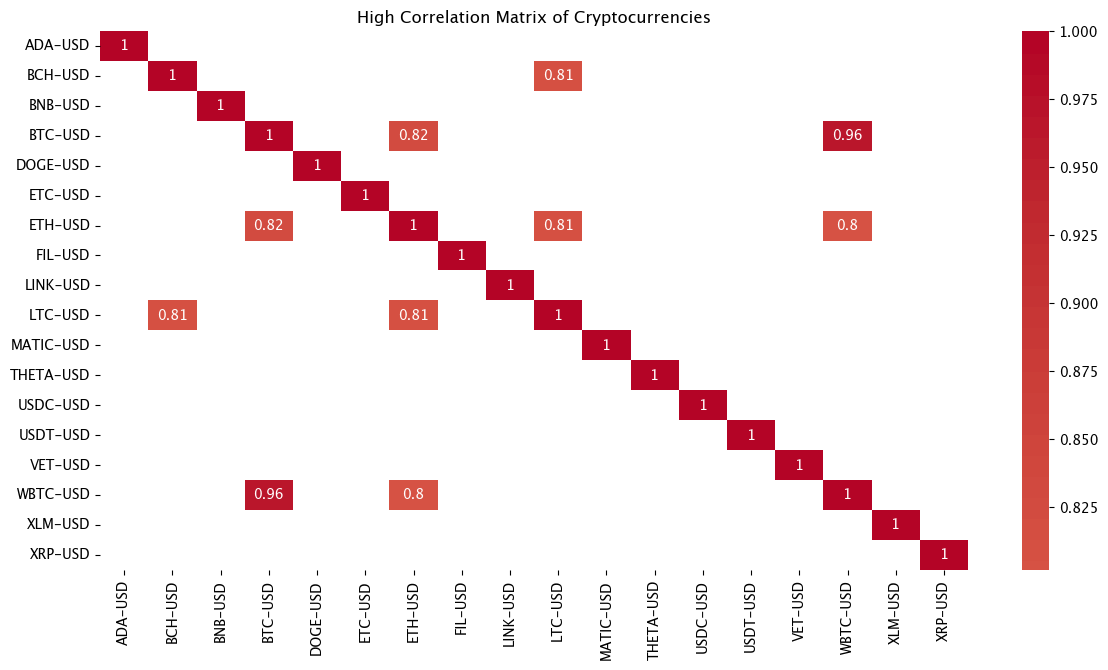 High Correlation Matrix of Cryptocurrencies
ADA-USD 1
BCH-USD 1 0.81
BNB-USD 1
BTC-USD 1 0.82 0.96
DOGE-USD 1
ETC-USD 1
ETH-USD 0.82 1 0.81 0.8
FIL-USD 1
LINK-USD 1
LTC-USD 0.81 0.81 1
MATIC-USD 1
THETA-USD 1
USDC-USD 1
USDT-USD 1
VET-USD 1
WBTC-USD 0.96 0.8 1
XLM-USD 1
XRP-USD 1
ADA-USD
BCH-USD
BNB-USD
BTC-USD
DOGE-USD
ETC-USD
ETH-USD
FIL-USD
LINK-USD
LTC-USD
MATIC-USD
THETA-USD
USDC-USD
USDT-USD
VET-USD
WBTC-USD
XLM-USD
XRP-USD
1.000
0.975
0.950
0.925
0.900
0.875
0.850
0.825